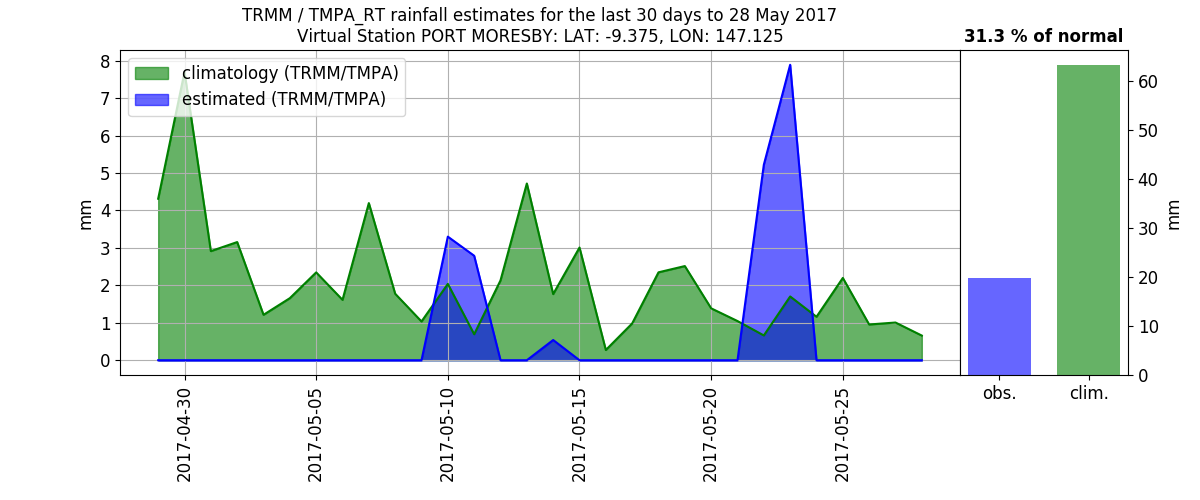 TRMM / TMPA_RT rainfall estimates for the last 30 days to 28 May 2017
Virtual Station PORT MORESBY: LAT: -9.375, LON: 147.125
31.3 % of normal
climatology (TRMM/TMPA)
estimated (TRMM/TMPA)
mm
8
7
6
5
4
3
2
1
0
2017-04-30
2017-05-05
2017-05-10
2017-05-15
2017-05-20
2017-05-25
60
50
40
30
20
10
0
mm
obs.
clim.